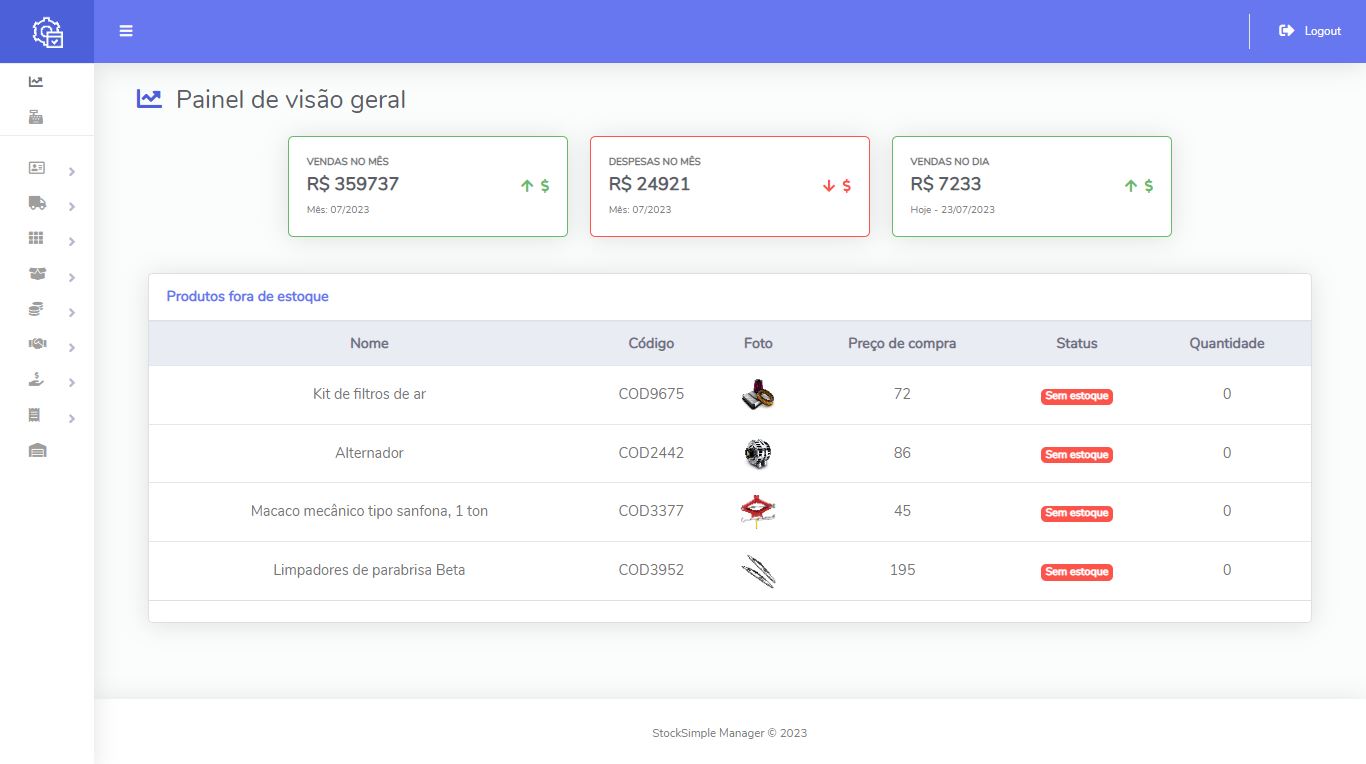 Logout
Painel de visão geral
VENDAS NO MÊS
R$ 359737
Mês: 07/2023
DESPESAS NO MÊS
R$ 24921
Mês: 07/2023
VENDAS NO DIA
R$ 7233
Hoje - 23/07/2023
Produtos fora de estoque
Nome Código Foto Preço de compra Status Quantidade
Kit de filtros de ar COD9675 72 Sem estoque 0
Alternador COD2442 86 Sem estoque 0
Macaco mecânico tipo sanfona, 1 ton COD3377 45 Sem estoque 0
Limpadores de parabrisa Beta COD3952 195 Sem estoque 0
StockSimple Manager © 2023